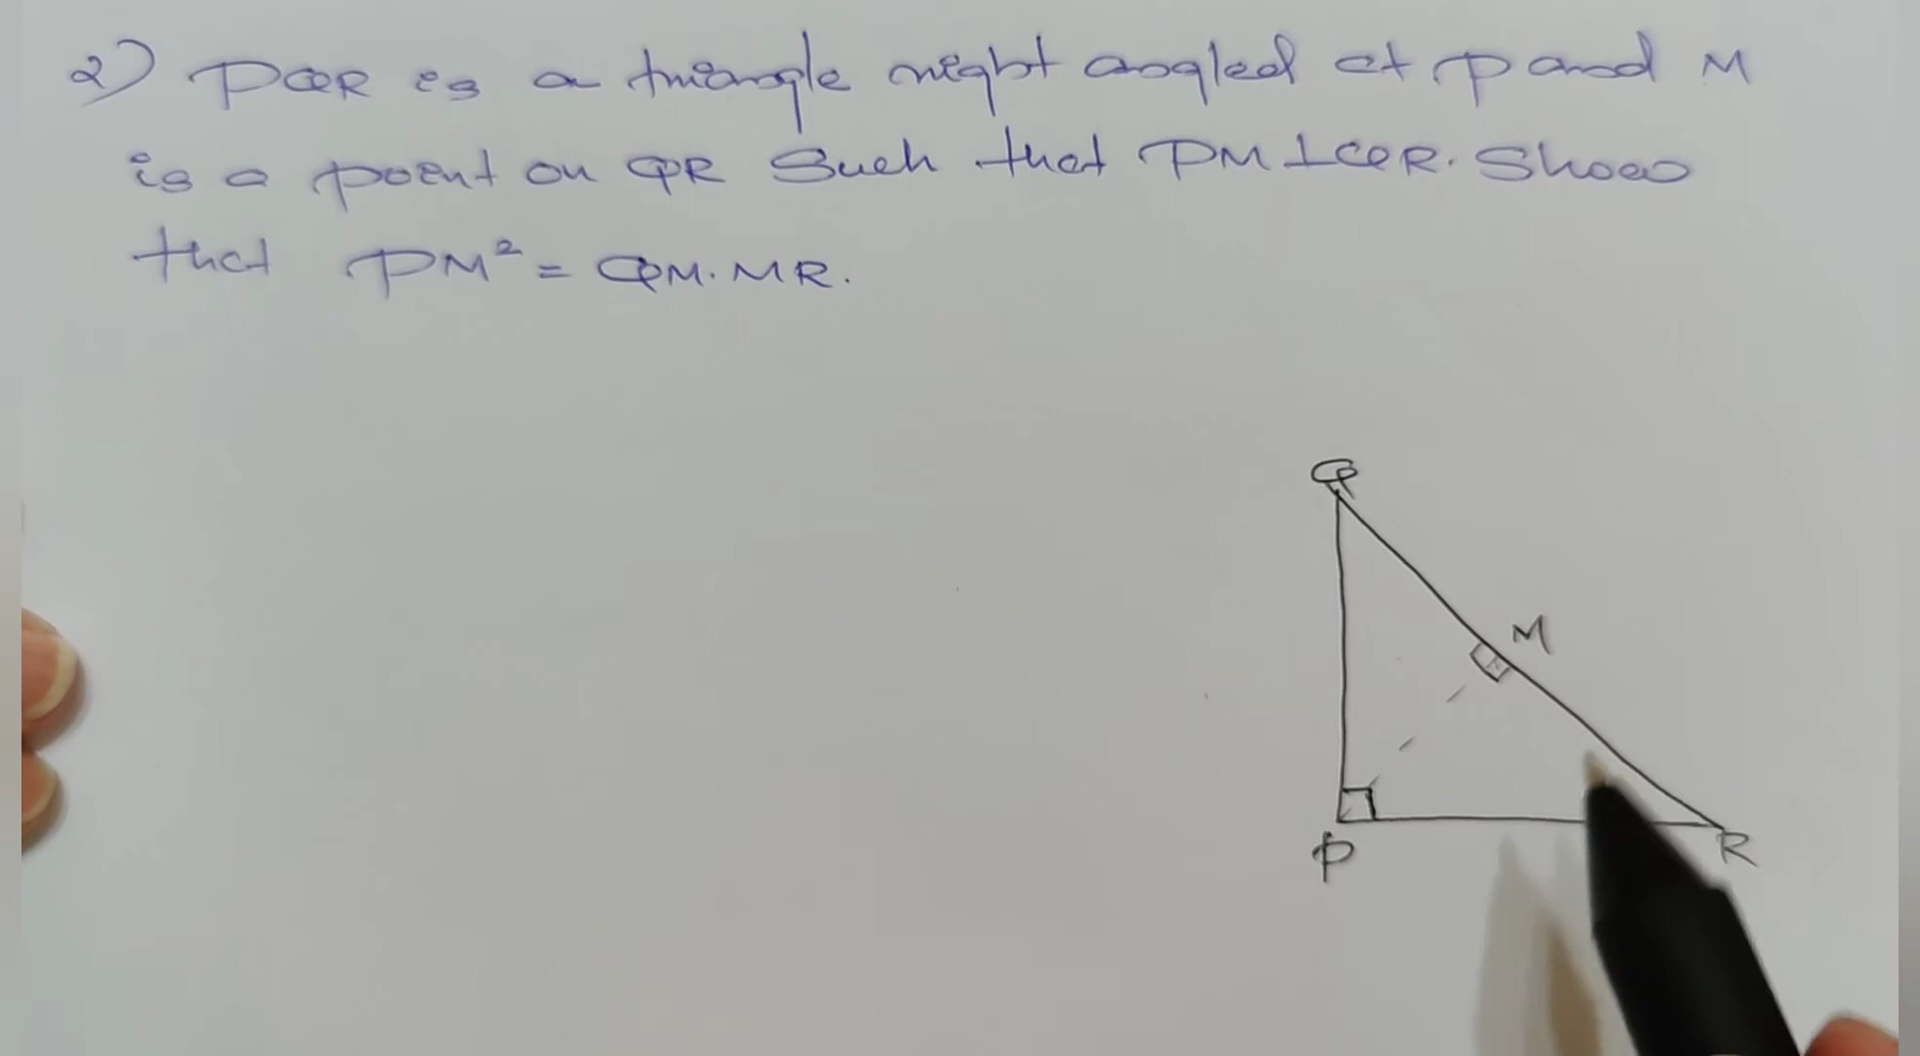 2) PQR is a triangle right angled at P and M
is a point on QR such that PM ⊥ QR. Show
that PM² = QM. MR.
Q
M
P
R